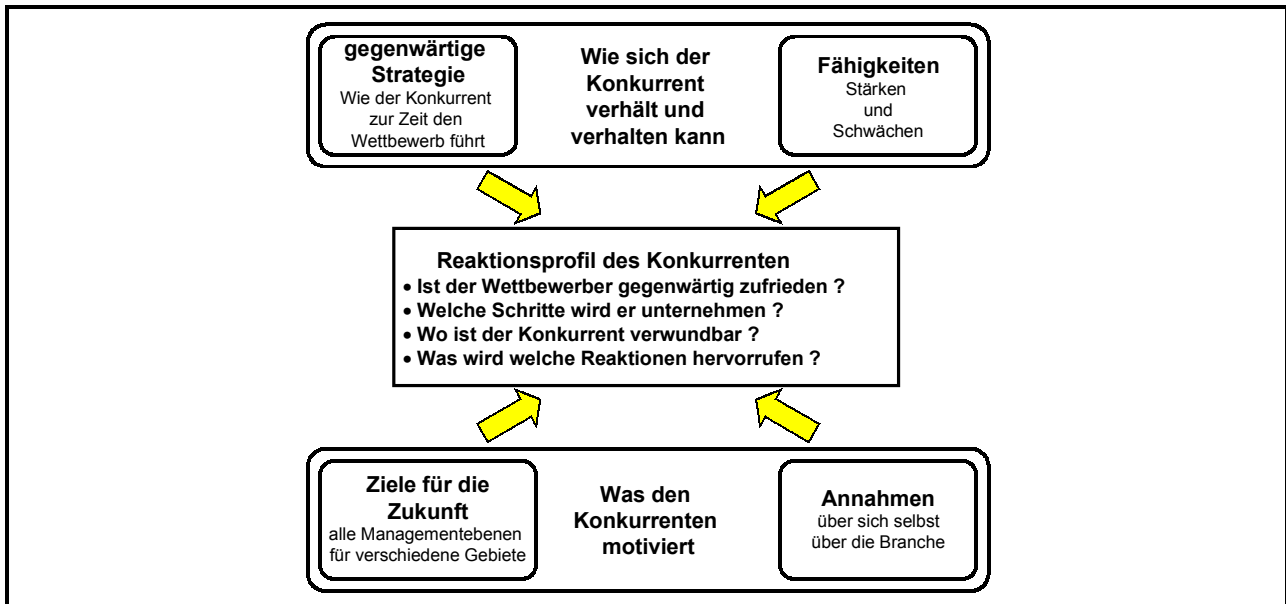 gegenwärtige
Strategie
Wie der Konkurrent
zur Zeit den
Wettbewerb führt
Wie sich der
Konkurrent
verhält und
verhalten kann
Fähigkeiten
Stärken
und
Schwächen
Reaktionsprofil des Konkurrenten
• Ist der Wettbewerber gegenwärtig zufrieden ?
• Welche Schritte wird er unternehmen ?
• Wo ist der Konkurrent verwundbar ?
• Was wird welche Reaktionen hervorrufen ?
Ziele für die
Zukunft
alle Managementebenen
für verschiedene Gebiete
Was den
Konkurrenten
motiviert
Annahmen
über sich selbst
über die Branche